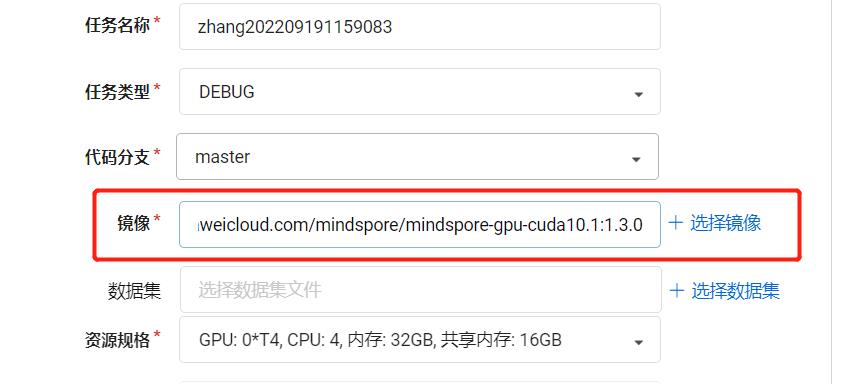 任务名称* zhang202209191159083
任务类型* DEBUG
代码分支* master
镜像* weicloud.com/mindspore/mindspore-gpu-cuda10.1:1.3.0 + 选择镜像
数据集 选择数据集文件 + 选择数据集
资源规格* GPU: 0*T4, CPU: 4, 内存: 32GB, 共享内存: 16GB